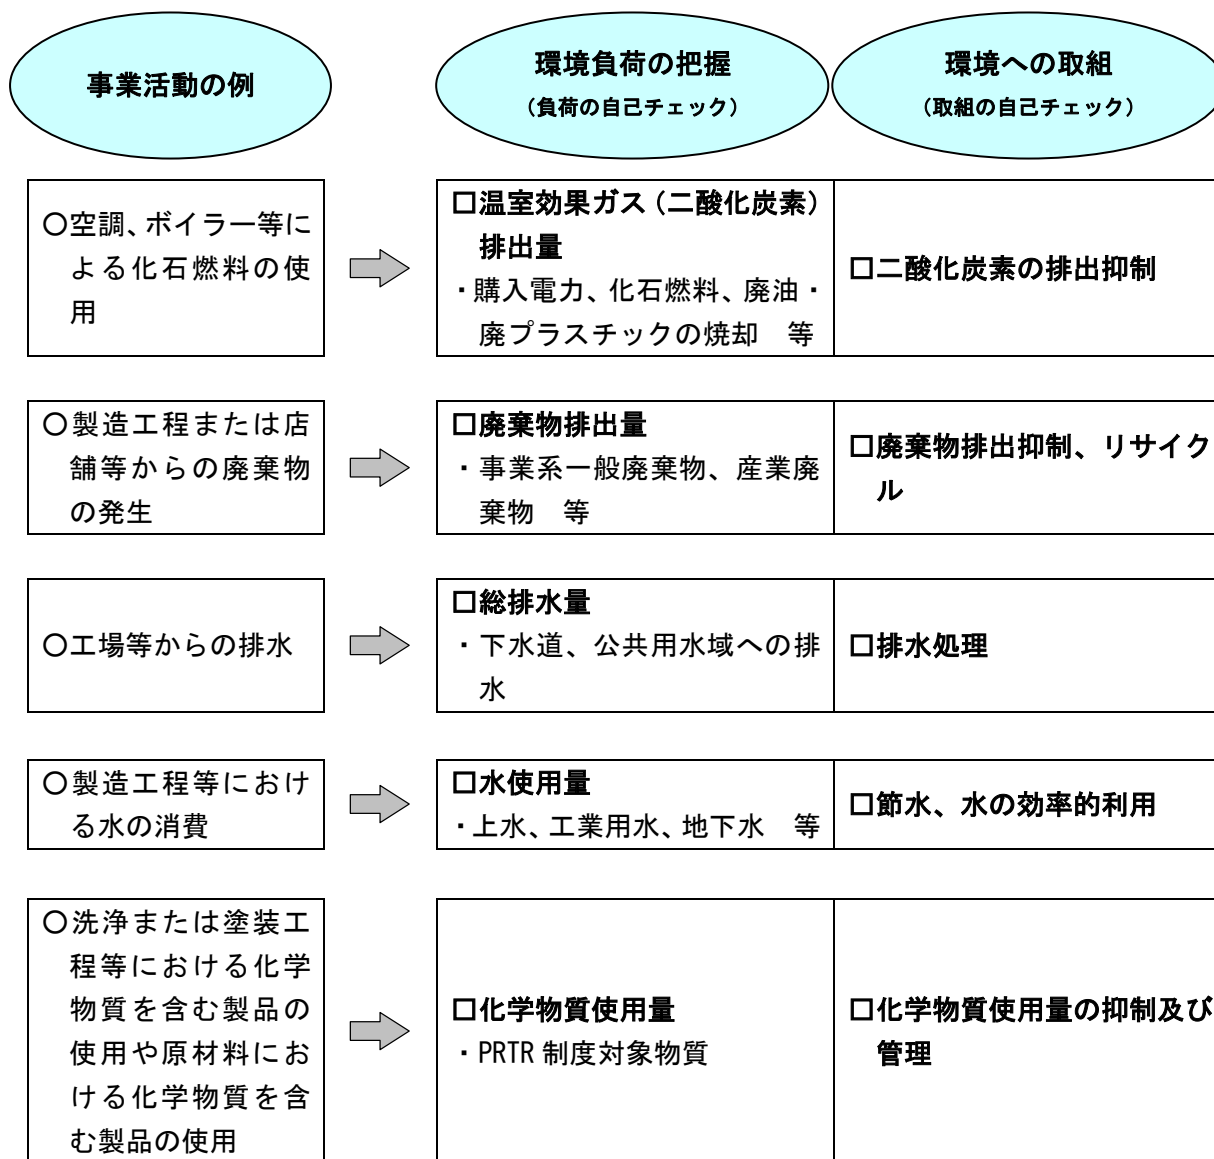 事業活動の例
環境負荷の把握
（負荷の自己チェック）
環境への取組
（取組の自己チェック）
〇空調、ボイラー等に
よる化石燃料の使
用
□温室効果ガス（二酸化炭素）
排出量
・購入電力、化石燃料、廃油・
廃プラスチックの焼却　等
□二酸化炭素の排出抑制
〇製造工程または店
舗等からの廃棄物
の発生
□廃棄物排出量
・事業系一般廃棄物、産業廃
棄物　等
□廃棄物排出抑制、リサイク
ル
〇工場等からの排水
□総排水量
・下水道、公共用水域への排
水
□排水処理
〇製造工程等におけ
る水の消費
□水使用量
・上水、工業用水、地下水　等
□節水、水の効率的利用
〇洗浄または塗装工
程等における化学
物質を含む製品の
使用や原材料にお
ける化学物質を含
む製品の使用
□化学物質使用量
・PRTR 制度対象物質
□化学物質使用量の抑制及び
管理